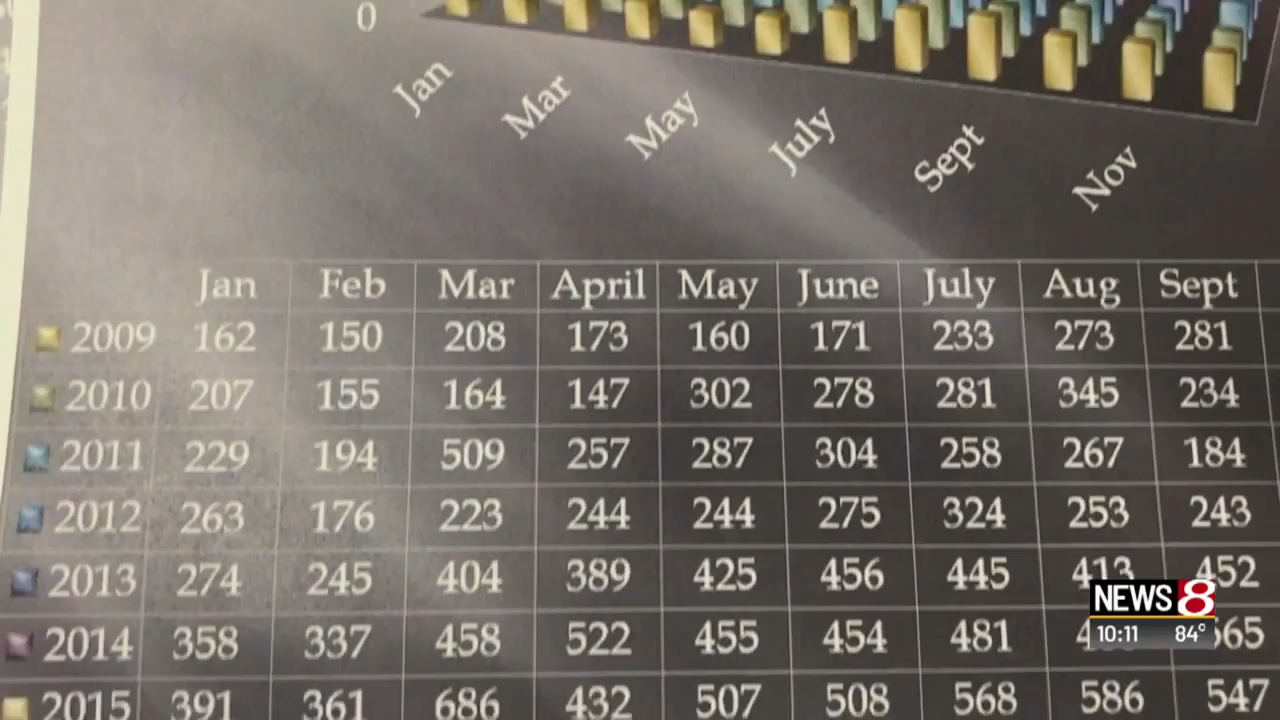 0
Jan Mar May July Sept Nov
Jan Feb Mar April May June July Aug Sept
2009 162 150 208 173 160 171 233 273 281
2010 207 155 164 147 302 278 281 345 234
2011 229 194 509 257 287 304 258 267 184
2012 263 176 223 244 244 275 324 253 243
2013 274 245 404 389 425 456 445 413 452
2014 358 337 458 522 455 454 481
2015 391 361 686 432 507 508 568 586 547
NEWS 8
10:11 84°